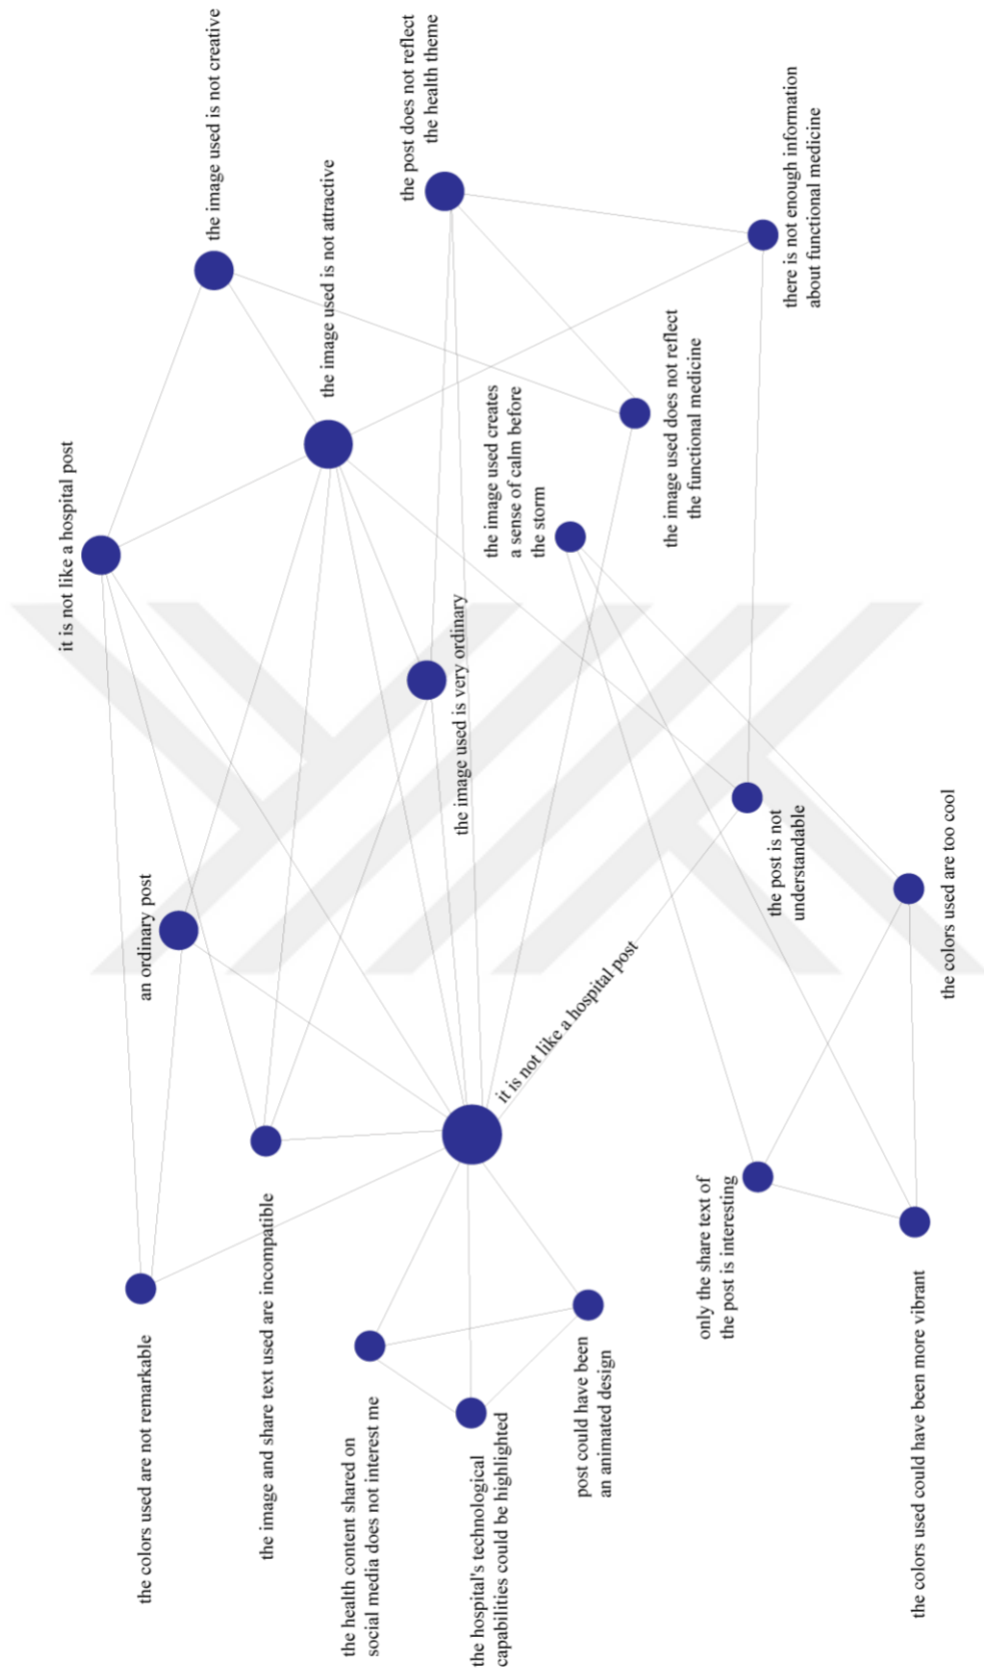 the image used is not creative
the post does not reflect
the health theme
the image used is not attractive
there is not enough information
about functional medicine
it is not like a hospital post
the image used creates
a sense of calm before
the storm
the image used does not reflect
the functional medicine
the image used is very ordinary
an ordinary post
the post is not
understandable
the colors used are too cool
it is not like a hospital post
the colors used are not remarkable
the image and share text used are incompatible
only the share text of
the post is interesting
the health content shared on
social media does not interest me
the hospital's technological
capabilities could be highlighted
post could have been
an animated design
the colors used could have been more vibrant